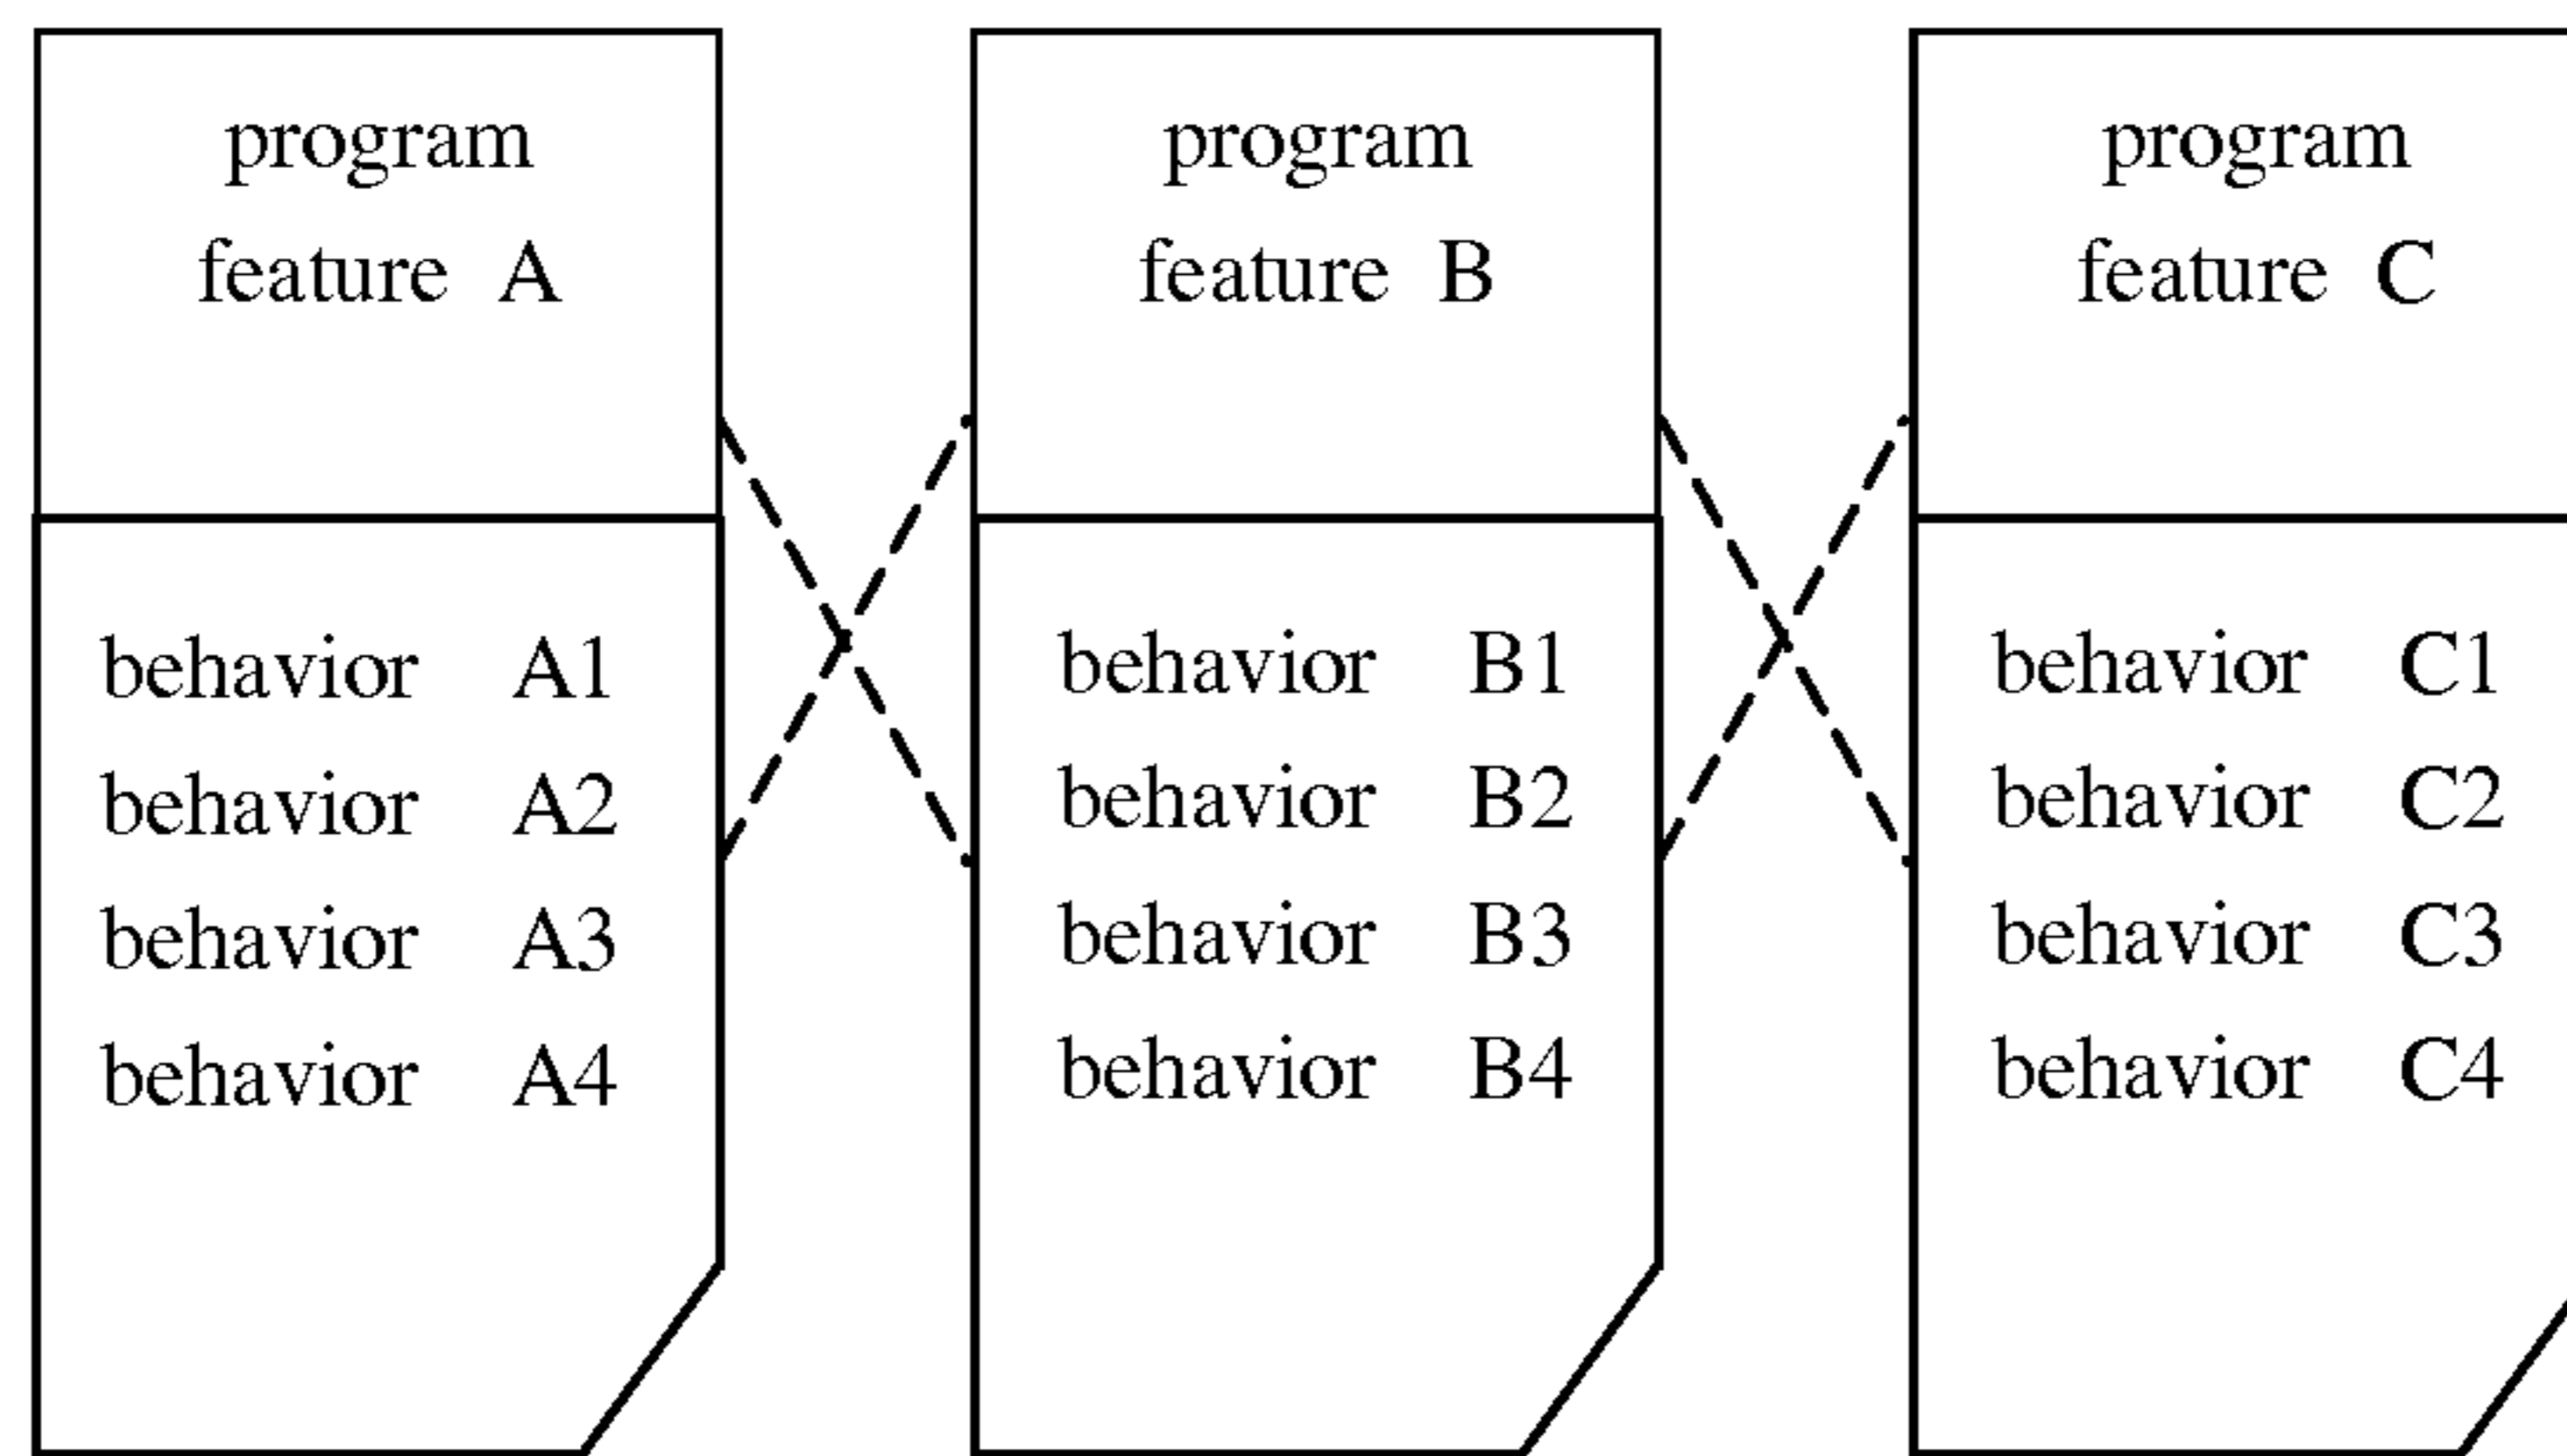 program
feature A
behavior A1
behavior A2
behavior A3
behavior A4
program
feature B
behavior B1
behavior B2
behavior B3
behavior B4
program
feature C
behavior C1
behavior C2
behavior C3
behavior C4